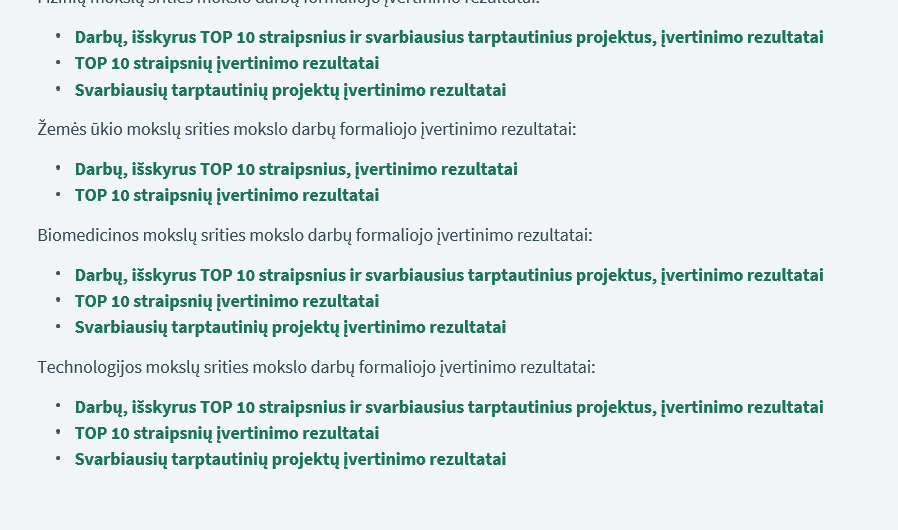 Fizinių mokslų srities mokslo darbų formaliojo įvertinimo rezultatai:
• Darbų, išskyrus TOP 10 straipsnius ir svarbiausius tarptautinius projektus, įvertinimo rezultatai
• TOP 10 straipsnių įvertinimo rezultatai
• Svarbiausių tarptautinių projektų įvertinimo rezultatai
Žemės ūkio mokslų srities mokslo darbų formaliojo įvertinimo rezultatai:
• Darbų, išskyrus TOP 10 straipsnius, įvertinimo rezultatai
• TOP 10 straipsnių įvertinimo rezultatai
Biomedicinos mokslų srities mokslo darbų formaliojo įvertinimo rezultatai:
• Darbų, išskyrus TOP 10 straipsnius ir svarbiausius tarptautinius projektus, įvertinimo rezultatai
• TOP 10 straipsnių įvertinimo rezultatai
• Svarbiausių tarptautinių projektų įvertinimo rezultatai
Technologijos mokslų srities mokslo darbų formaliojo įvertinimo rezultatai:
• Darbų, išskyrus TOP 10 straipsnius ir svarbiausius tarptautinius projektus, įvertinimo rezultatai
• TOP 10 straipsnių įvertinimo rezultatai
• Svarbiausių tarptautinių projektų įvertinimo rezultatai